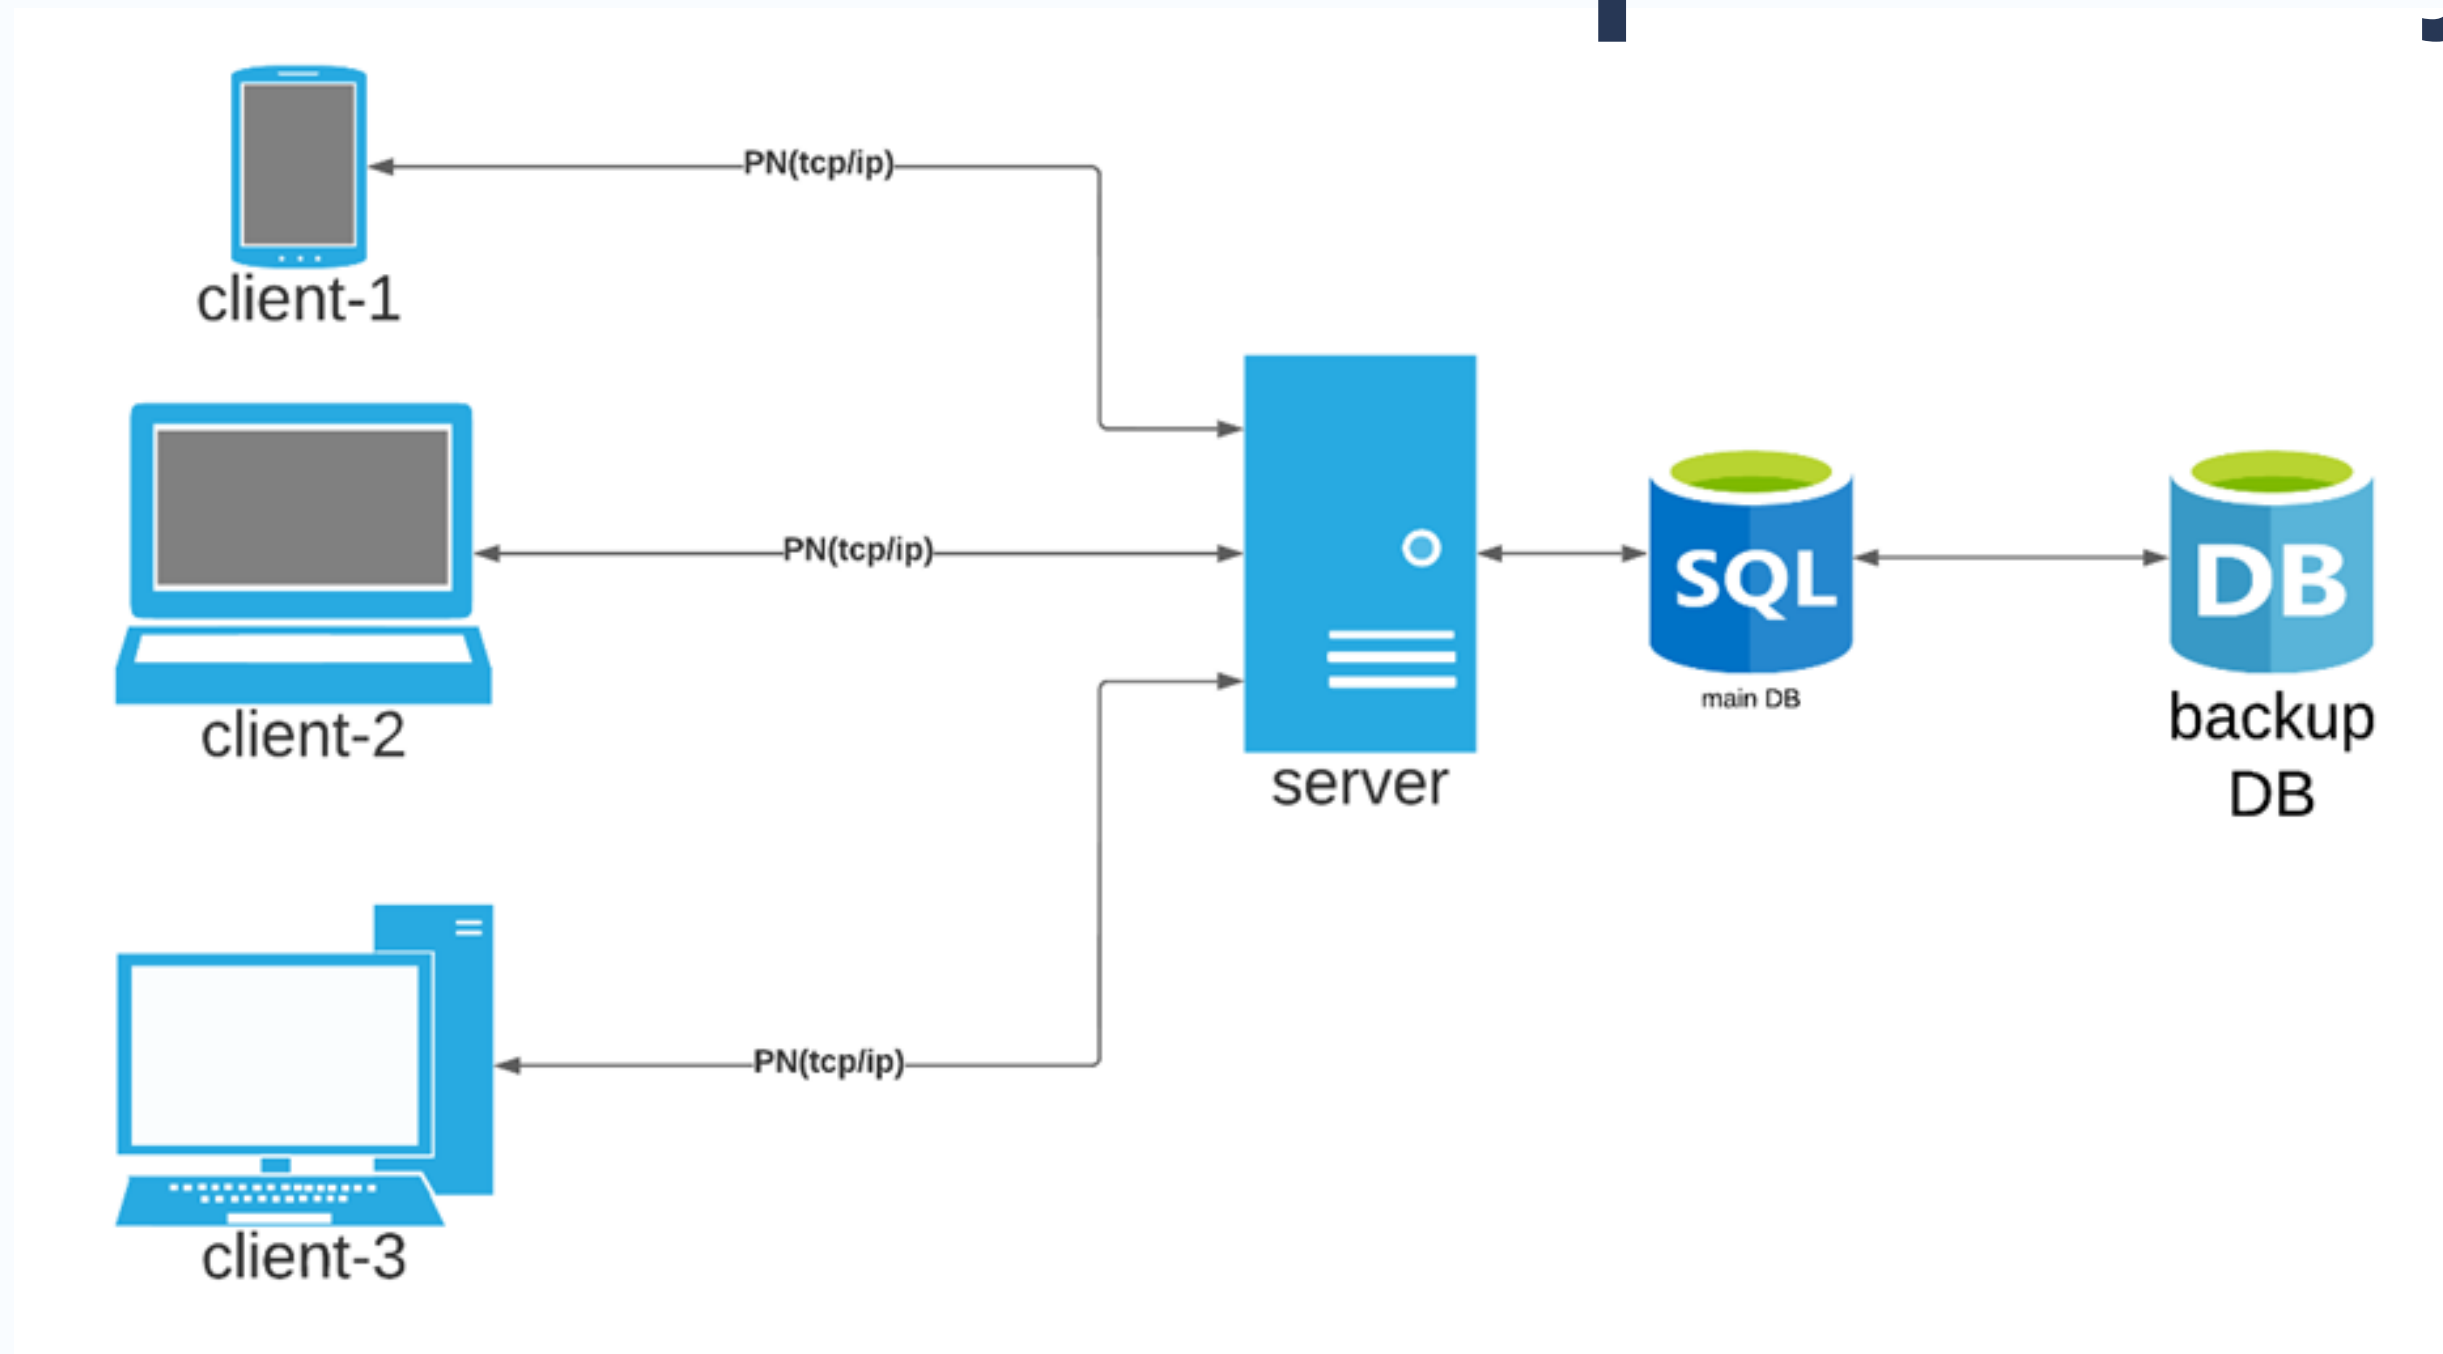 PN(tcp/ip)
client-1
PN(tcp/ip)
client-2
server
SQL
main DB
DB
backup
DB
PN(tcp/ip)
client-3